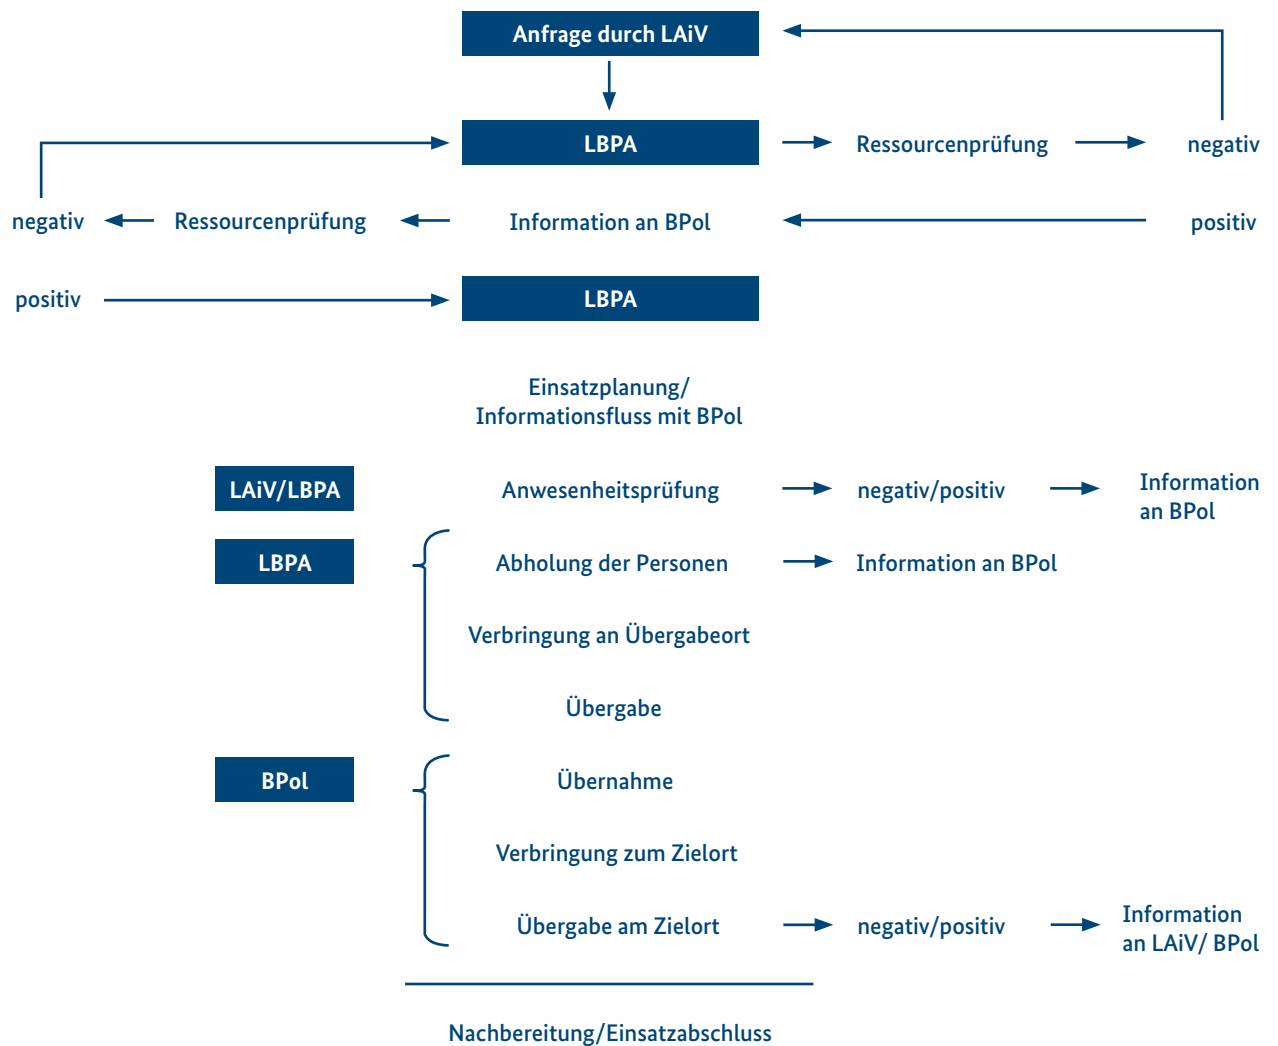 Anfrage durch LAiV
LBPA
Ressourcenprüfung
negativ
negativ
Ressourcenprüfung
Information an BPol
positiv
positiv
LBPA
Einsatzplanung/
Informationsfluss mit BPol
LAiV/LBPA
Anwesenheitsprüfung
negativ/positiv
Information
an BPol
LBPA
Abholung der Personen
Information an BPol
Verbringung an Übergabeort
Übergabe
BPol
Übernahme
Verbringung zum Zielort
Übergabe am Zielort
negativ/positiv
Information
an LAiV/ BPol
Nachbereitung/Einsatzabschluss